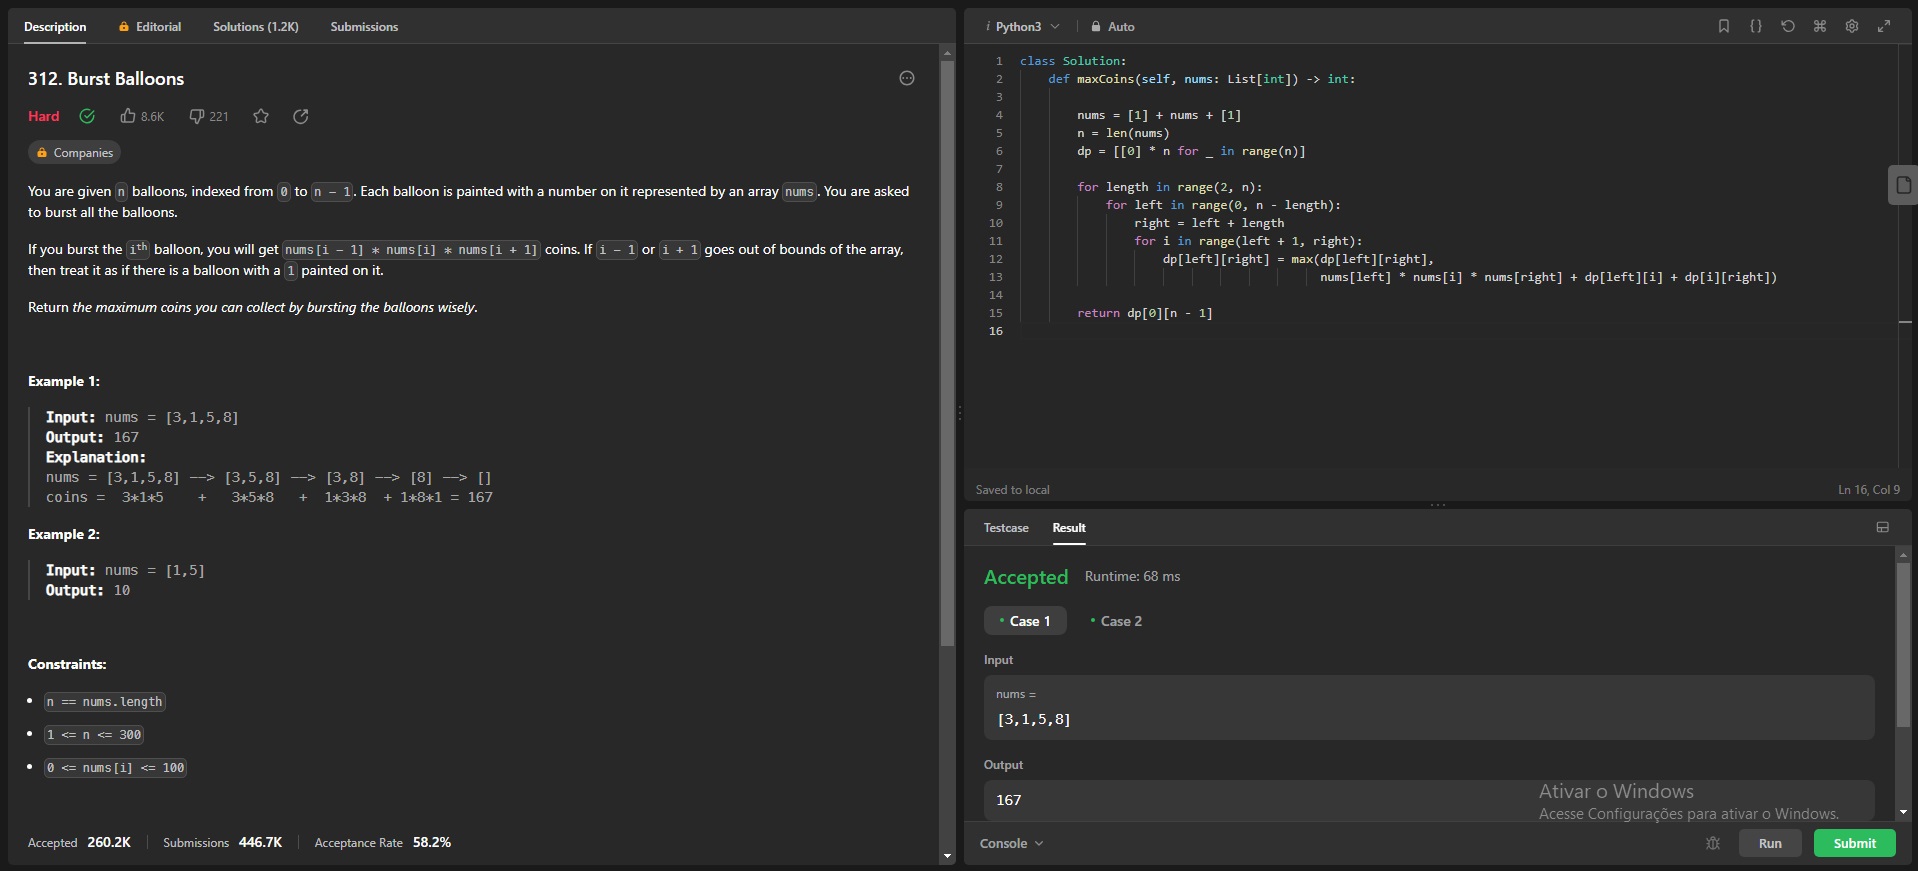 Description Editorial Solutions (1.2K) Submissions
312. Burst Balloons
Hard 8.6K 221
Companies
You are given n balloons, indexed from 0 to n - 1. Each balloon is painted with a number on it represented by an array nums. You are asked
to burst all the balloons.
If you burst the ith balloon, you will get nums[i - 1] * nums[i] * nums[i + 1] coins. If i - 1 or i + 1 goes out of bounds of the array,
then treat it as if there is a balloon with a 1 painted on it.
Return the maximum coins you can collect by bursting the balloons wisely.
Example 1:
Input: nums = [3,1,5,8]
Output: 167
Explanation:
nums = [3,1,5,8] --> [3,5,8] --> [3,8] --> [8] --> []
coins =  3*1*5    +   3*5*8   +  1*3*8  + 1*8*1 = 167
Example 2:
Input: nums = [1,5]
Output: 10
Constraints:
• n == nums.length
• 1 <= n <= 300
• 0 <= nums[i] <= 100
Accepted 260.2K Submissions 446.7K Acceptance Rate 58.2%
i Python3 Auto
1 class Solution:
2     def maxCoins(self, nums: List[int]) -> int:
3
4         nums = [1] + nums + [1]
5         n = len(nums)
6         dp = [[0] * n for _ in range(n)]
7
8         for length in range(2, n):
9             for left in range(0, n - length):
10                 right = left + length
11                 for i in range(left + 1, right):
12                     dp[left][right] = max(dp[left][right],
13                                           nums[left] * nums[i] * nums[right] + dp[left][i] + dp[i][right])
14
15         return dp[0][n - 1]
16
Saved to local Ln 16, Col 9
Testcase Result
Accepted Runtime: 68 ms
• Case 1 • Case 2
Input
nums =
[3,1,5,8]
Output
167
Ativar o Windows
Acesse Configurações para ativar o Windows.
Console Run Submit